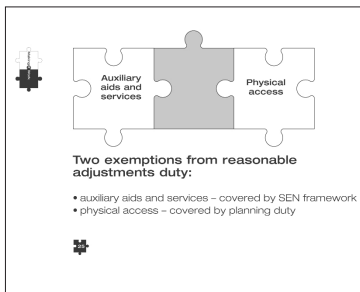 Auxiliary
aids and
services
Physical
access
Two exemptions from reasonable
adjustments duty:
• auxiliary aids and services – covered by SEN framework
• physical access – covered by planning duty